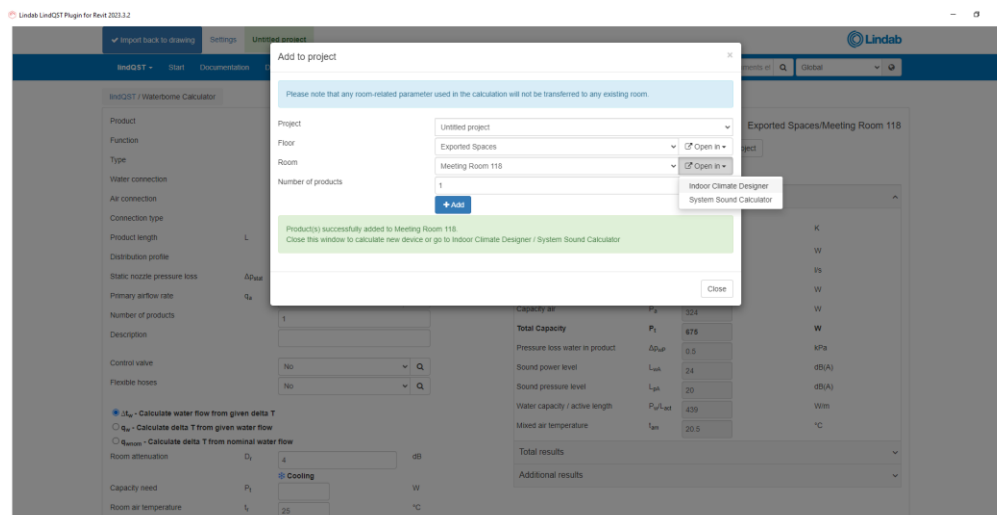 Lindab LindQST Plugin for Revit 2023.3.2
Import back to drawing Settings Untitled project
Lindab
lindQST Start Documentation
Global
lindQST / Waterborne Calculator
Exported Spaces/Meeting Room 118
Add to project ×
Please note that any room-related parameter used in the calculation will not be transferred to any existing room.
Project Untitled project
Floor Exported Spaces Open in
Room Meeting Room 118 Open in
Indoor Climate Designer
System Sound Calculator
Number of products 1
+ Add
Product(s) successfully added to Meeting Room 118.
Close this window to calculate new device or go to Indoor Climate Designer / System Sound Calculator
Close
Product
Function
Type
Water connection
Air connection
Connection type
Product length L
Distribution profile
Static nozzle pressure loss
Primary airflow rate qa
Number of products 1
Description
Control valve No
Flexible hoses No
Δtw - Calculate water flow from given delta T
qw - Calculate delta T from given water flow
qwnom - Calculate delta T from nominal water flow
Room attenuation Dr 4 dB
Cooling
Capacity need Pt W
Room air temperature tr 25 °C
K
W
l/s
W
Capacity air Pa 324 W
Total Capacity Pt 675 W
Pressure loss water in product ΔpwP 0.5 kPa
Sound power level LwA 24 dB(A)
Sound pressure level LpA 20 dB(A)
Water capacity / active length Pw/Lact 439 W/m
Mixed air temperature tam 20.5 °C
Total results
Additional results